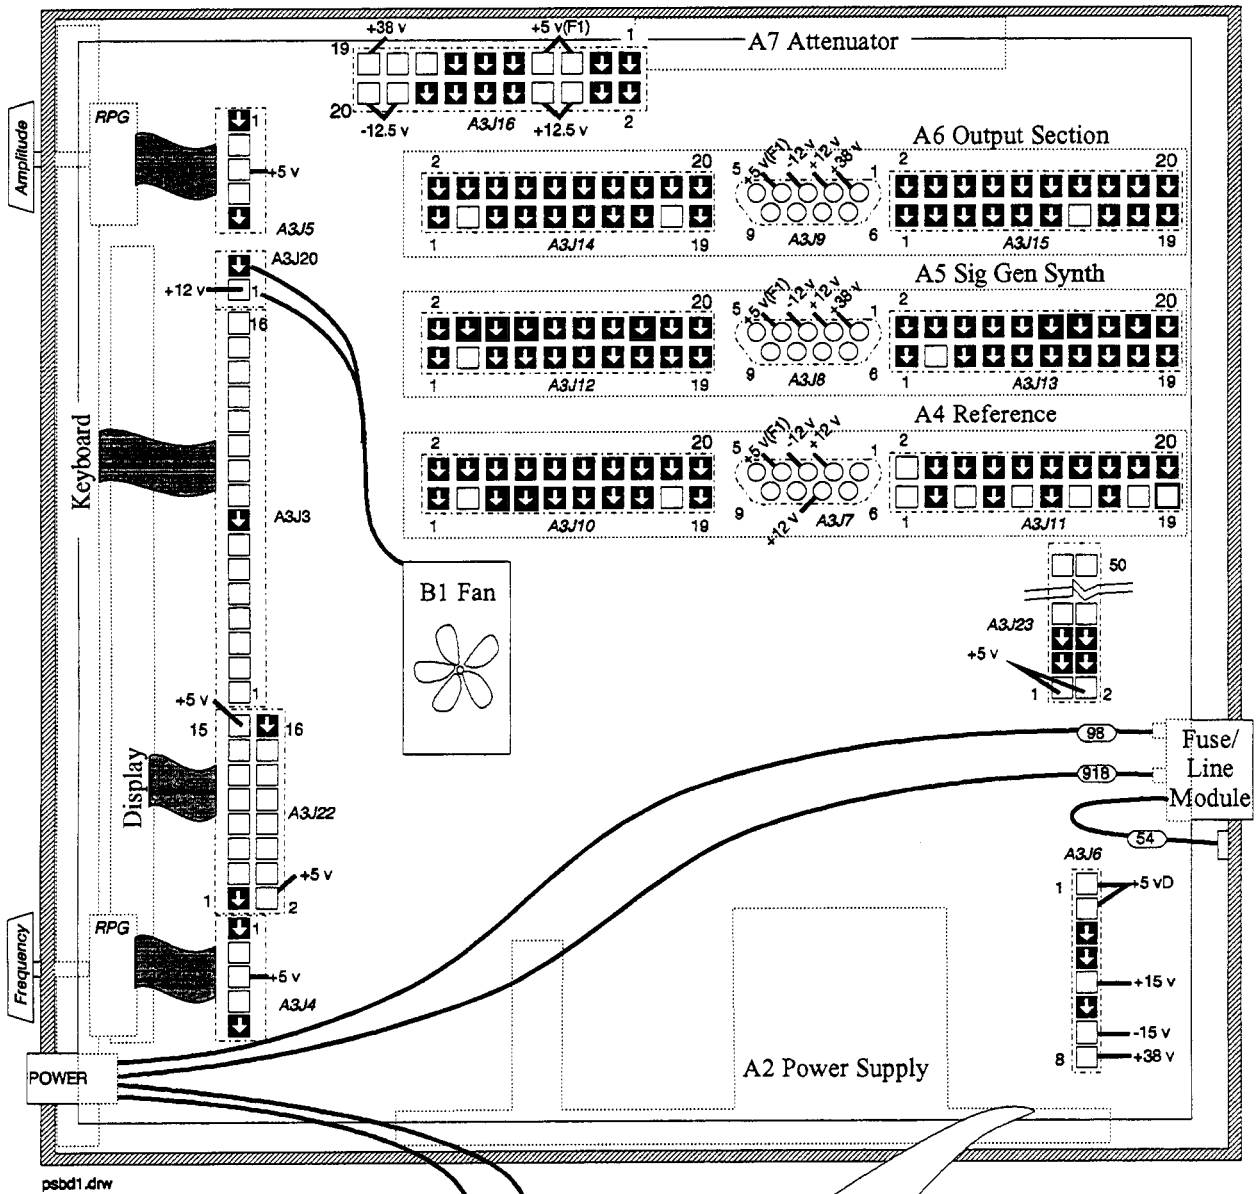 +38 v
+5 v(F1)
1
19
A7 Attenuator
20
-12.5 v
A3J16
+12.5 v
2
Amplitude
RPG
1
+5 v
A3J5
A6 Output Section
2
20
5
+5 v(F1)
-12 v
+12 v
+38 v
1
2
20
1
A3J14
19
9
A3J9
6
1
A3J15
19
A3J20
+12 v
1
A5 Sig Gen Synth
2
20
5
+5 v(F1)
-12 v
+12 v
+38 v
1
2
20
1
A3J12
19
9
A3J8
6
1
A3J13
19
16
Keyboard
A3J3
1
A4 Reference
2
20
5
+5 v(F1)
-12 v
+12 v
1
2
20
1
A3J10
19
9
+12 v
A3J7
6
1
A3J11
19
B1 Fan
50
A3J23
+5 v
1
2
+5 v
15
16
Display
A3J22
+5 v
1
2
98
918
54
Fuse/
Line
Module
A3J6
1
+5 vD
+15 v
-15 v
8
+38 v
Frequency
RPG
1
+5 v
A3J4
POWER
A2 Power Supply
psbd1.drw